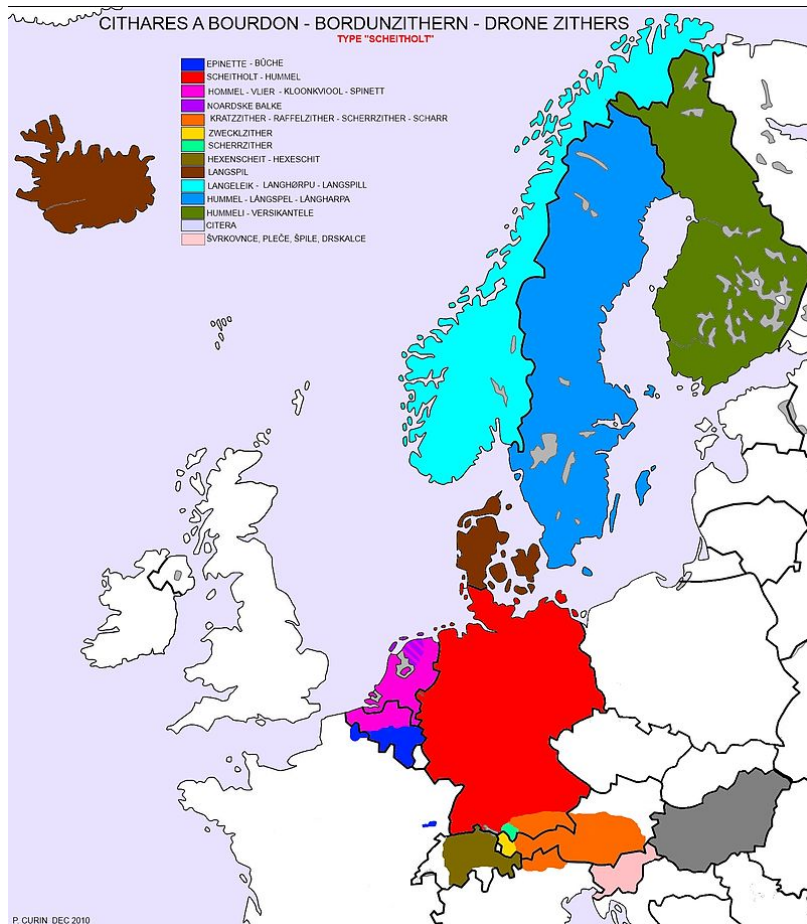 CITHARES A BOURDON - BORDUNZITHERN - DRONE ZITHERS
TYPE "SCHEITHOLT"
EPINETTE - BÛCHE
SCHEITHOLT - HUMMEL
HOMMEL - VLIER - KLOONKVIOOL - SPINETT
NOARDSKE BALKE
KRATZZITHER - RAFFELZITHER - SCHERRZITHER - SCHARR
ZWECKLZITHER
SCHERRZITHER
HEXENSCHEIT - HEXESCHIT
LANGSPIL
LANGELEIK - LANGHØRPU - LANGSPILL
HUMMEL - LÅNGSPEL - LÅNGHARPA
HUMMELI - VERSIKANTELE
CITERA
ŠVRKOVNCE, PLEČE, ŠPILE, DRSKALCE
P. CURIN DEC 2010